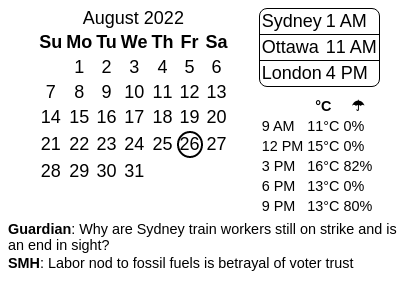 August 2022
Su Mo Tu We Th Fr Sa
1 2 3 4 5 6
7 8 9 10 11 12 13
14 15 16 17 18 19 20
21 22 23 24 25 26 27
28 29 30 31
Sydney 1 AM
Ottawa 11 AM
London 4 PM
°C ☂
9 AM 11°C 0%
12 PM 15°C 0%
3 PM 16°C 82%
6 PM 13°C 0%
9 PM 13°C 80%
Guardian: Why are Sydney train workers still on strike and is
an end in sight?
SMH: Labor nod to fossil fuels is betrayal of voter trust